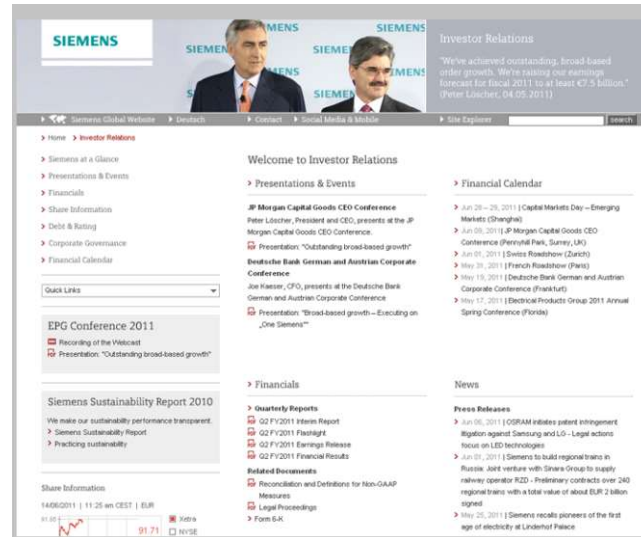 SIEMENS
SIEMENS
SIEMENS
SIEMENS
SIEMENS
Investor Relations
"We've achieved outstanding, broad-based
order growth. We're raising our earnings
forecast for fiscal 2011 to at least €7.5 billion."
(Peter Löscher, 04.05.2011)
Siemens Global Website
Deutsch
Contact
Social Media & Mobile
Site Explorer
search
Home > Investor Relations
Siemens at a Glance
Presentations & Events
Financials
Share Information
Debt & Rating
Corporate Governance
Financial Calendar
Quick Links
EPG Conference 2011
Recording of the Webcast
Presentation: "Outstanding broad-based growth"
Siemens Sustainability Report 2010
We make our sustainability performance transparent.
Siemens Sustainability Report
Practicing sustainability
Share Information
14/06/2011 | 11:25 am CEST | EUR
91.71
Xetra
NYSE
Welcome to Investor Relations
Presentations & Events
JP Morgan Capital Goods CEO Conference
Peter Löscher, President and CEO, presents at the JP
Morgan Capital Goods CEO Conference.
Presentation: "Outstanding broad-based growth"
Deutsche Bank German and Austrian Corporate
Conference
Joe Kaeser, CFO, presents at the Deutsche Bank
German and Austrian Corporate Conference
Presentation: "Broad-based growth – Executing on
„One Siemens""
Financials
Quarterly Reports
Q2 FY2011 Interim Report
Q2 FY2011 Flashlight
Q2 FY2011 Earnings Release
Q2 FY2011 Financial Results
Related Documents
Reconciliation and Definitions for Non-GAAP
Measures
Legal Proceedings
Form 6-K
Financial Calendar
Jun 28 – 29, 2011 | Capital Markets Day – Emerging
Markets (Shanghai)
Jun 09, 2011 | JP Morgan Capital Goods CEO
Conference (Pennyhill Park, Surrey, UK)
Jun 01, 2011 | Swiss Roadshow (Zurich)
May 31, 2011 | French Roadshow (Paris)
May 19, 2011 | Deutsche Bank German and Austrian
Corporate Conference (Frankfurt)
May 17, 2011 | Electrical Products Group 2011 Annual
Spring Conference (Florida)
News
Press Releases
Jun 06, 2011 | OSRAM initiates patent infringement
litigation against Samsung and LG - Legal actions
focus on LED technologies
Jun 01, 2011 | Siemens to build regional trains in
Russia: Joint venture with Sinara Group to supply
railway operator RZD - Preliminary contracts over 240
regional trains with a total value of about EUR 2 billion
signed
May 25, 2011 | Siemens recalls pioneers of the first
age of electricity at Linderhof Palace